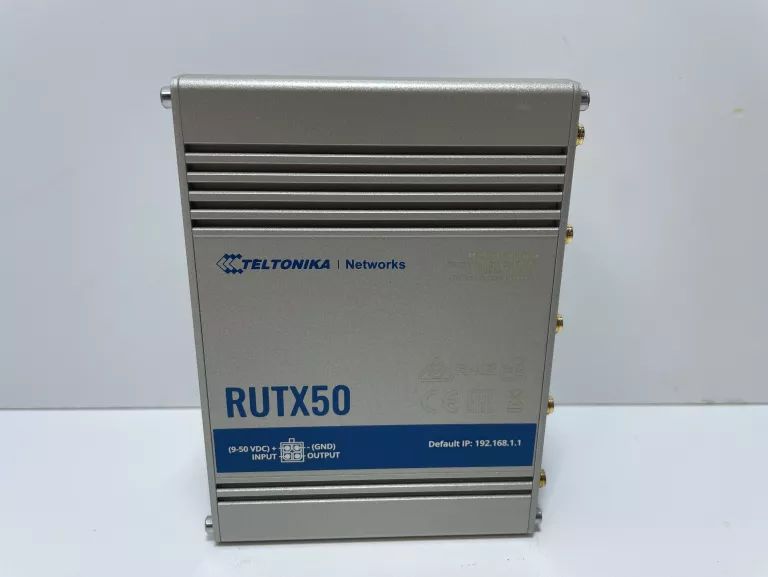 TELTONIKA | Networks
RUTX50
(9-50 VDC) + - (GND)
INPUT OUTPUT
Default IP: 192.168.1.1